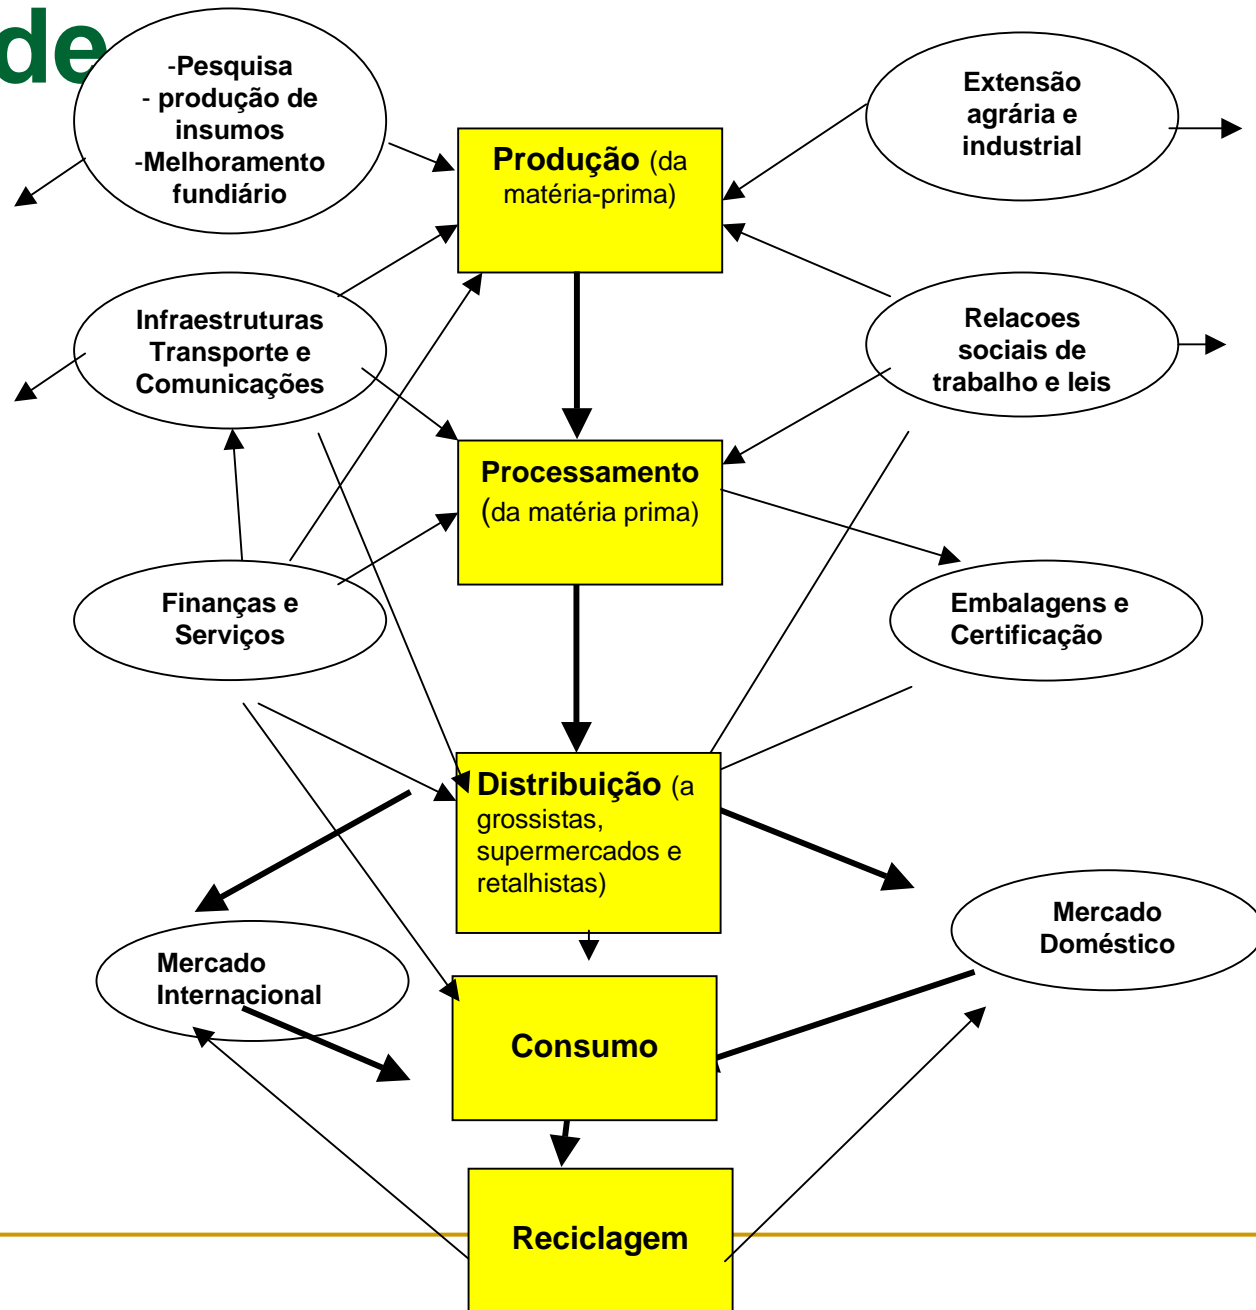 de
-Pesquisa
- produção de
insumos
-Melhoramento
fundiário
Extensão
agrária e
industrial
Produção (da
matéria-prima)
Infraestruturas
Transporte e
Comunicações
Relacoes
sociais de
trabalho e leis
Processamento
(da matéria prima)
Finanças e
Serviços
Embalagens e
Certificação
Distribuição (a
grossistas,
supermercados e
retalhistas)
Mercado
Internacional
Mercado
Doméstico
Consumo
Reciclagem